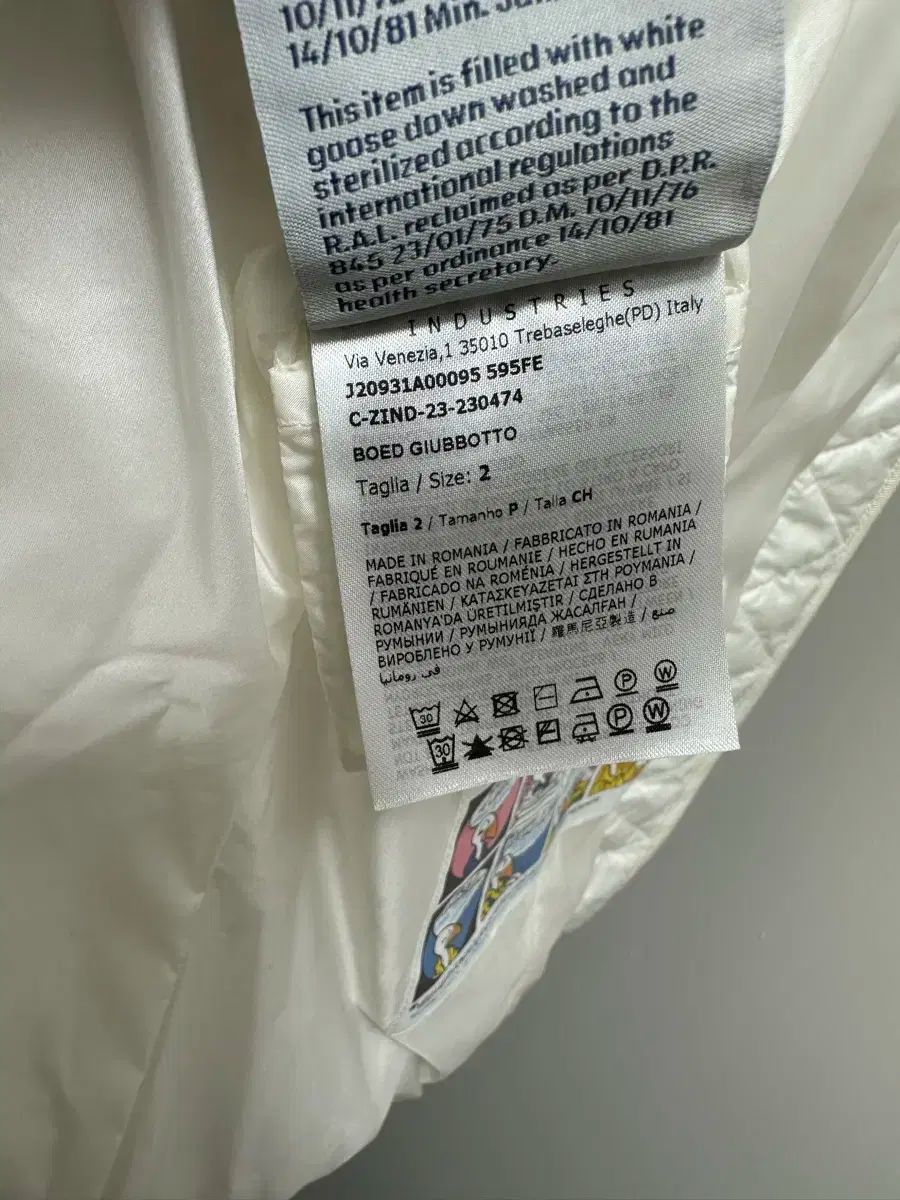 10/11/
14/10/81 Min.
This item is filled with white
goose down washed and
sterilized according to the
international regulations
R.A.L. reclaimed as per D.P.R.
845 23/01/75 D.M. 10/11/76
as per ordinance 14/10/81
health secretary.
INDUSTRIES
Via Venezia,1 35010 Trebaseleghe(PD) Italy
J20931A00095 595FE
C-ZIND-23-230474
BOED GIUBBOTTO
Taglia / Size: 2
Taglia 2 / Tamanho P / Talla CH
MADE IN ROMANIA / FABBRICATO IN ROMANIA /
FABRIQUÉ EN ROUMANIE / HECHO EN RUMANIA
/ FABRICADO NA ROMÉNIA / HERGESTELLT IN
RUMÄNIEN / ΚΑΤΑΣΚΕΥΑΖΕΤΑΙ ΣΤΗ ΡΟΥΜΑΝΙΑ /
ROMANYA'DA ÜRETILMIŞTIR / СДЕЛАНО В
РУМЫНИИ / РУМЫНИЯДА ЖАСАЛҒАН /
ВИРОБЛЕНО У РУМУНІЇ / 羅馬尼亞製造 / صنع
في رومانيا
30 P W
30 P W